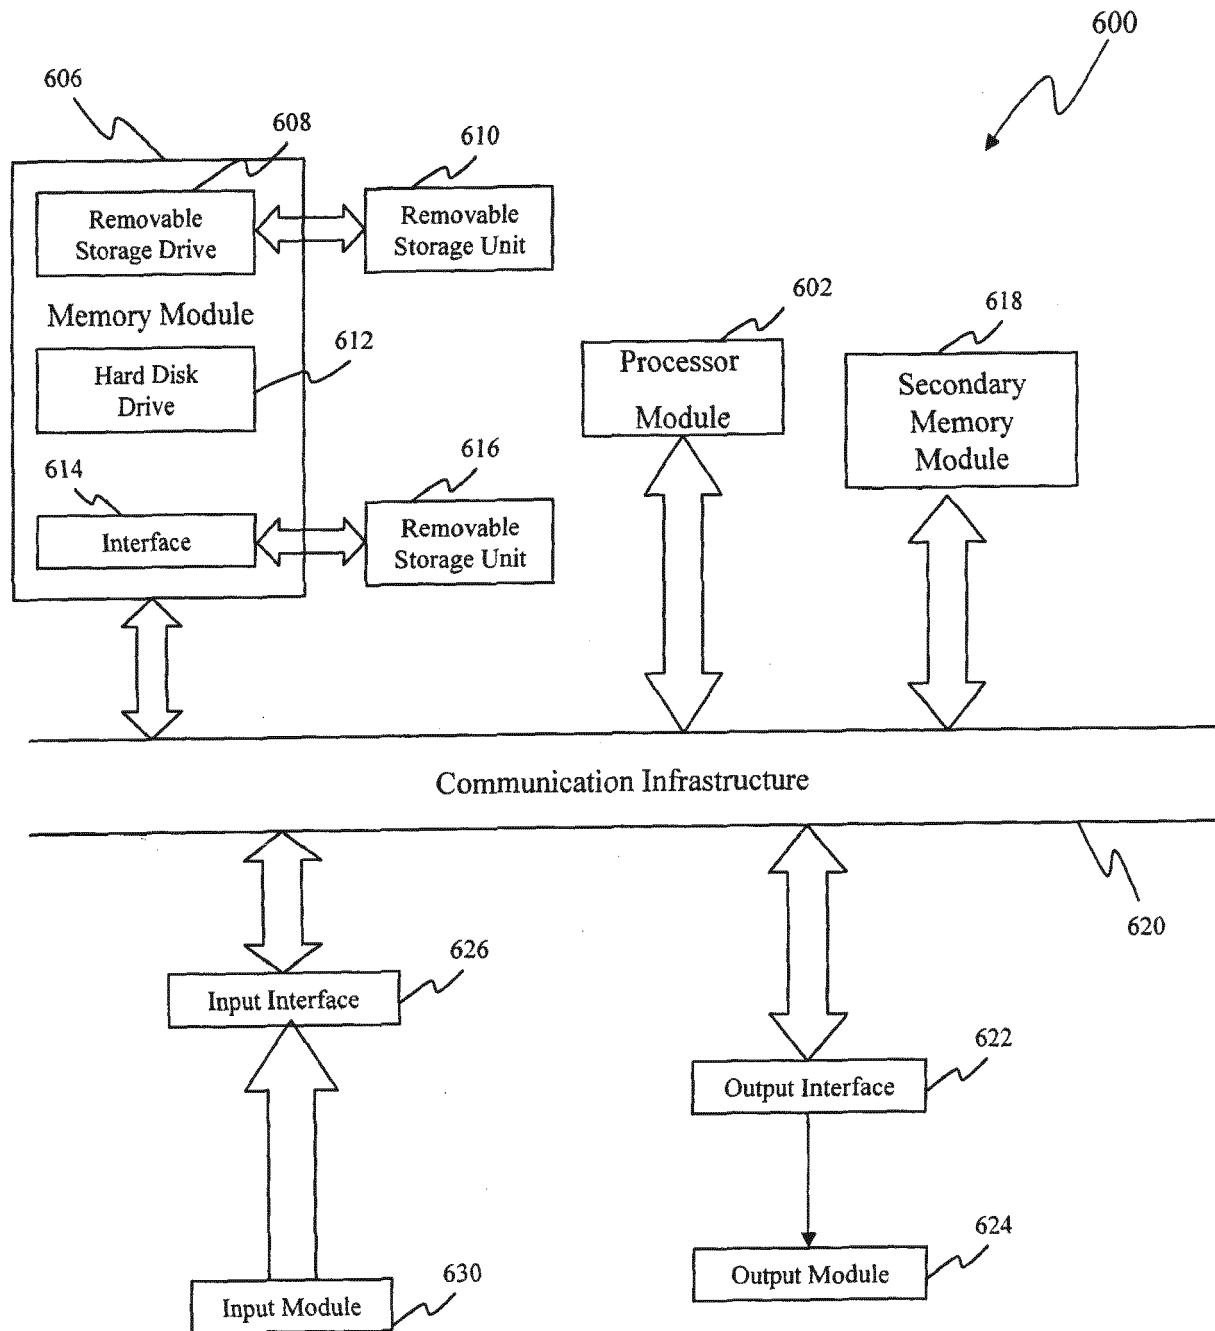 600
606
608
610
Removable
Storage Drive
Removable
Storage Unit
Memory Module
602
618
612
Processor
Module
Hard Disk
Drive
Secondary
Memory
Module
614
616
Interface
Removable
Storage Unit
Communication Infrastructure
620
626
Input Interface
622
Output Interface
624
Output Module
630
Input Module